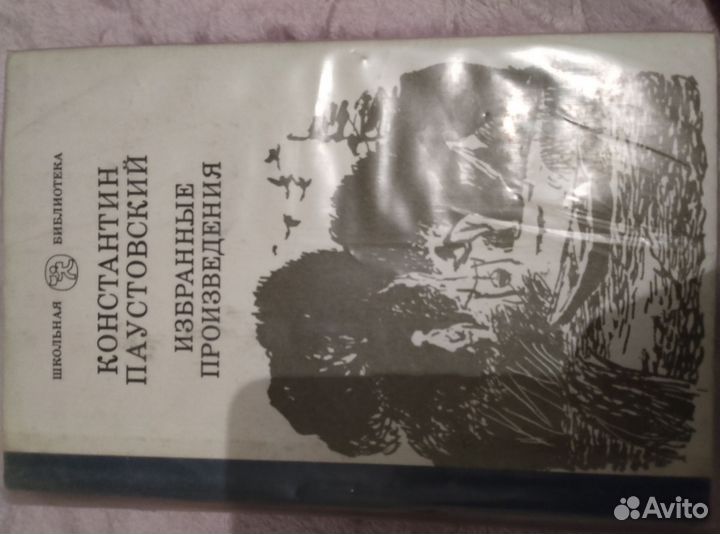 ШКОЛЬНАЯ БИБЛИОТЕКА
КОНСТАНТИН
ПАУСТОВСКИЙ
ИЗБРАННЫЕ
ПРОИЗВЕДЕНИЯ
Avito